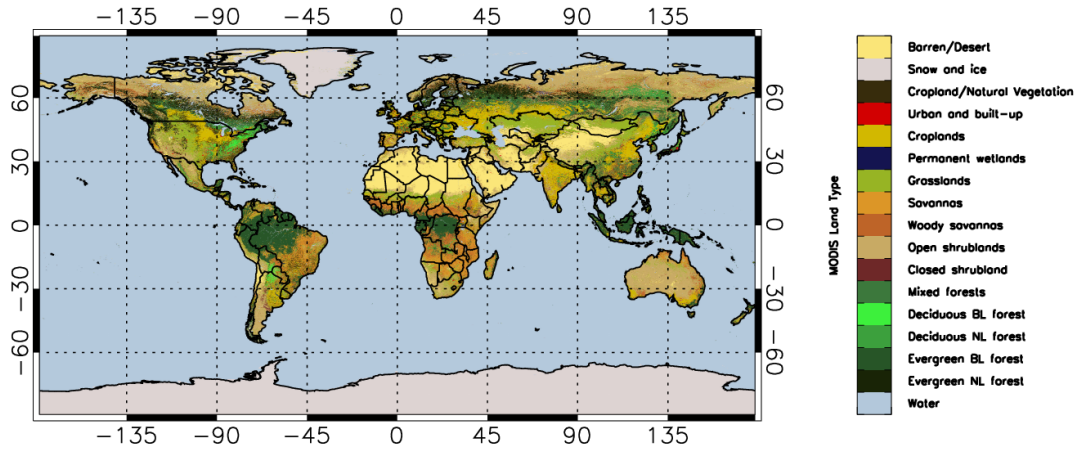 −135 −90 −45 0 45 90 135
60 60
30 30
0 0
−30 −30
−60 −60
−135 −90 −45 0 45 90 135
MODIS Land Type
Barren/Desert
Snow and ice
Cropland/Natural Vegetation
Urban and built−up
Croplands
Permanent wetlands
Grasslands
Savannas
Woody savannas
Open shrublands
Closed shrubland
Mixed forests
Deciduous BL forest
Deciduous NL forest
Evergreen BL forest
Evergreen NL forest
Water